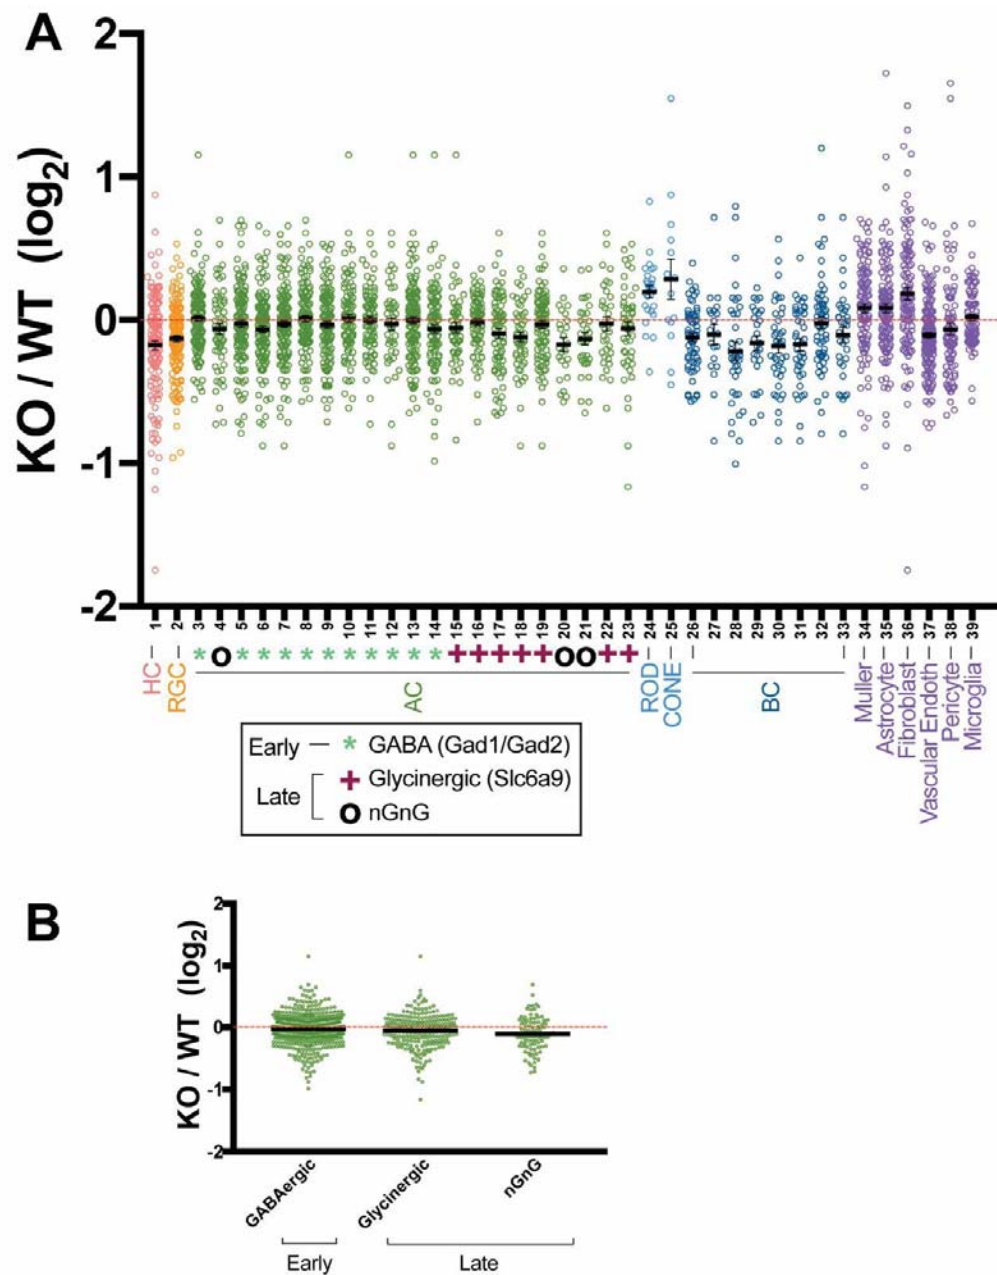 A
KO / WT (log2)
2
1
0
-1
-2
1 2 3 4 5 6 7 8 9 10 11 12 13 14 15 16 17 18 19 20 21 22 23 24 25 26 27 28 29 30 31 32 33 34 35 36 37 38 39
* O * * * * * * * * * * + + + + + O O + +
HC
RGC
AC
ROD
CONE
BC
Muller
Astrocyte
Fibroblast
Vascular Endoth
Pericyte
Microglia
Early — * GABA (Gad1/Gad2)
Late
+ Glycinergic (Slc6a9)
O nGnG
B
KO / WT (log2)
2
1
0
-1
-2
GABAergic
Glycinergic
nGnG
Early
Late